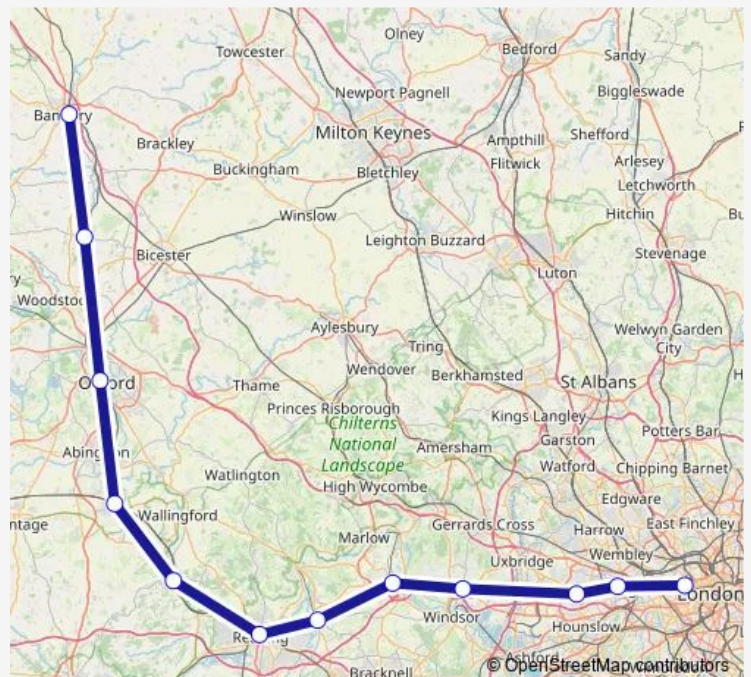 Olney
Towcester
Bedford
Sandy
Newport Pagnell
Biggleswade
Milton Keynes
Brackley
Ampthill
Shefford
Flitwick
Arlesey
Buckingham
Bletchley
Letchworth
Winslow
Hitchin
Leighton Buzzard
Bicester
Stevenage
Luton
Aylesbury
Welwyn Garden
City
Tring
Wendover
Berkhamsted
Thame
St Albans
Princes Risborough
Chilterns
National
Landscape
Kings Langley
Potters Bar
Garston
Amersham
Watford
Chipping Barnet
Watlington
High Wycombe
Edgware
Wallingford
Gerrards Cross
Harrow
East Finchley
Marlow
Wembley
Uxbridge
London
Windsor
Hounslow
Bracknell
© OpenStreetMap contributors